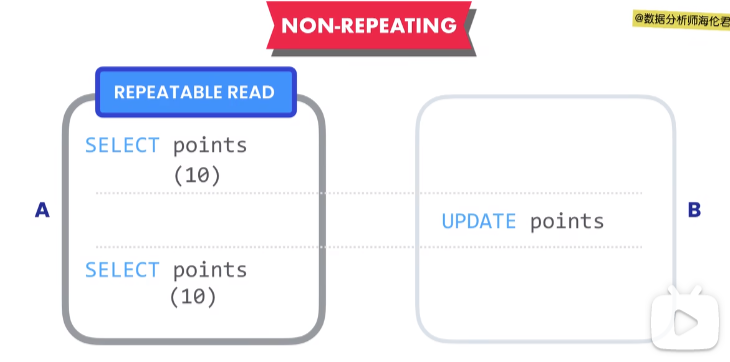 NON-REPEATING
@数据分析师海伦君
REPEATABLE READ
SELECT points
(10)
A
UPDATE points
B
SELECT points
(10)